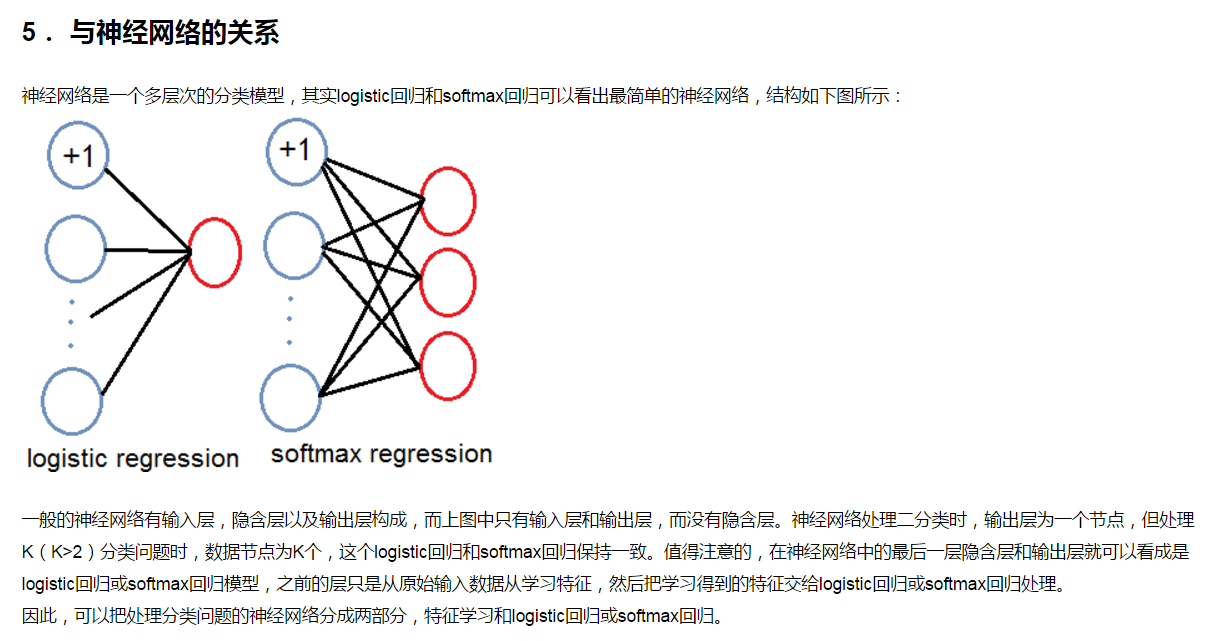 5． 与神经网络的关系
神经网络是一个多层次的分类模型，其实logistic回归和softmax回归可以看出最简单的神经网络，结构如下图所示：
+1
+1
logistic regression
softmax regression
一般的神经网络有输入层，隐含层以及输出层构成，而上图中只有输入层和输出层，而没有隐含层。神经网络处理二分类时，输出层为一个节点，但处理
K（K>2）分类问题时，数据节点为K个，这个logistic回归和softmax回归保持一致。值得注意的，在神经网络中的最后一层隐含层和输出层就可以看成是
logistic回归或softmax回归模型，之前的层只是从原始输入数据从学习特征，然后把学习得到的特征交给logistic回归或softmax回归处理。
因此，可以把处理分类问题的神经网络分成两部分，特征学习和logistic回归或softmax回归。